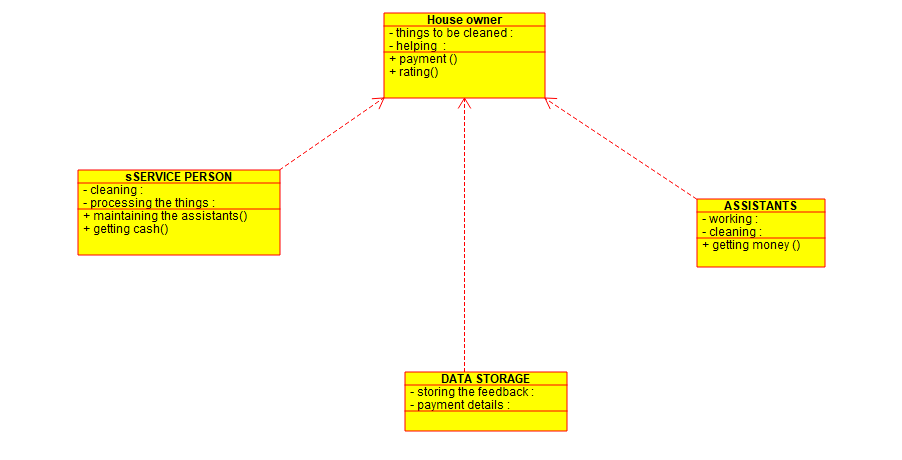 House owner
- things to be cleaned :
- helping  :
+ payment ()
+ rating()
sSERVICE PERSON
- cleaning :
- processing the things :
+ maintaining the assistants()
+ getting cash()
ASSISTANTS
- working :
- cleaning :
+ getting money ()
DATA STORAGE
- storing the feedback :
- payment details :